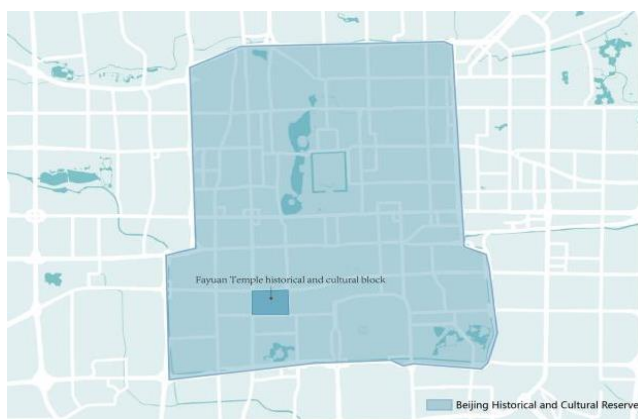 Fayuan Temple historical and cultural block
Beijing Historical and Cultural Reserve